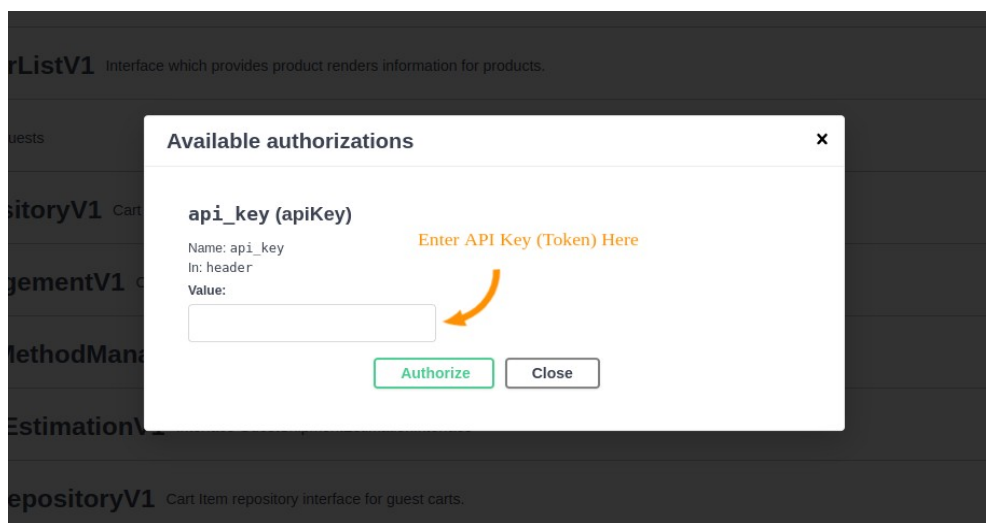 rListV1 Interface which provides product renders information for products.
uests
Available authorizations x
sitoryV1 Cart
api_key (apiKey)
Name: api_key
Enter API Key (Token) Here
In: header
gementV1
Value:
MethodMana
Authorize Close
EstimationV1
epositoryV1 Cart Item repository interface for guest carts.